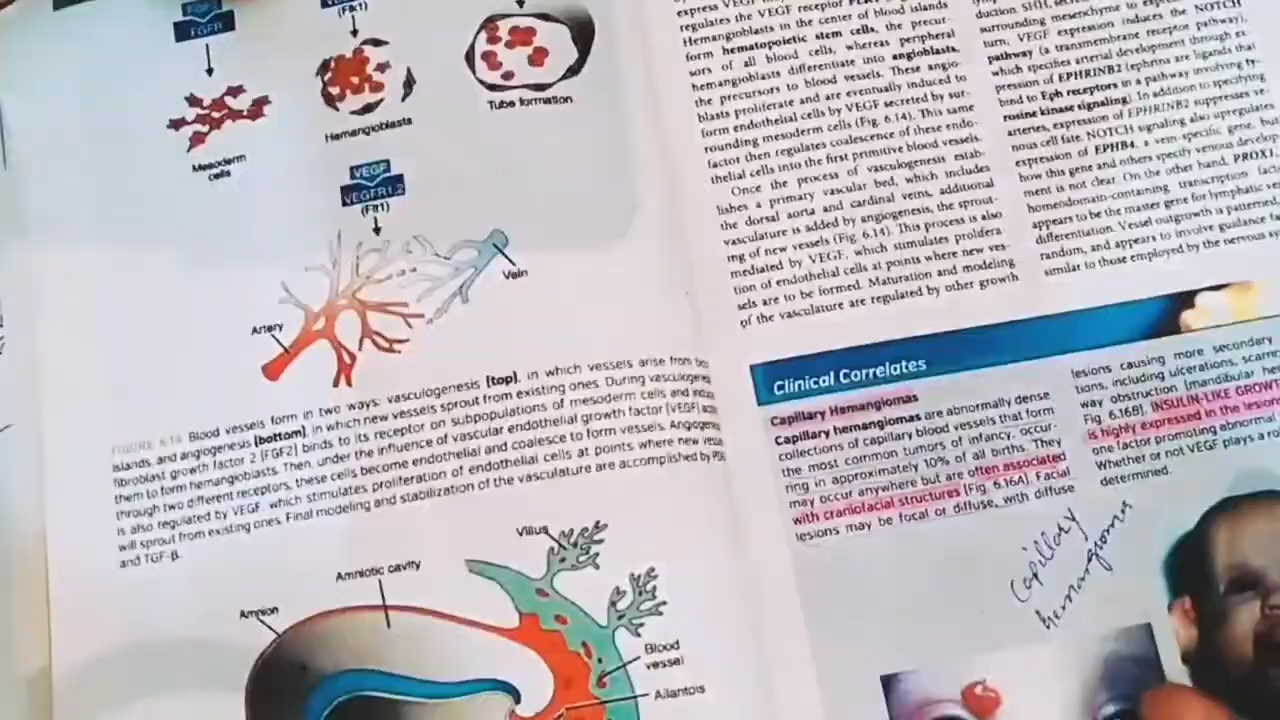 FGFR
(Flk1)
Mesoderm
cells
Hemangioblasts
Tube formation
VEGF
VEGFR1,2
(Flt1)
Artery
Vein
FIGURE 6.14 Blood vessels form in two ways: vasculogenesis (top), in which vessels arise from
islands, and angiogenesis (bottom), in which new vessels sprout from existing ones. During
fibroblast growth factor 2 (FGF2) binds to its receptor on subpopulations of mesoderm cells and
them to form hemangioblasts. Then, under the influence of vascular endothelial growth factor (VEGF)
through two different receptors, these cells become endothelial and coalesce to form vessels.
is also regulated by VEGF, which stimulates proliferation of endothelial cells at points where new
will sprout from existing ones. Final modeling and stabilization of the vasculature are accomplished by
and TGF-β.
Villus
Amniotic cavity
Amnion
Blood
vessel
Allantois
express VEGF
regulates the VEGF receptor
Hemangioblasts in the center of blood islands
form hematopoietic stem cells, the precur-
sors of all blood cells, whereas peripheral
hemangioblasts differentiate into angioblasts,
the precursors to blood vessels. These angio-
blasts proliferate and are eventually induced to
form endothelial cells by VEGF secreted by sur-
rounding mesoderm cells (Fig. 6.14). This same
factor then regulates coalescence of these endo-
thelial cells into the first primitive blood vessels.
Once the process of vasculogenesis estab-
lishes a primary vascular bed, which includes
the dorsal aorta and cardinal veins, additional
vasculature is added by angiogenesis, the sprout-
ing of new vessels (Fig. 6.14). This process is also
mediated by VEGF, which stimulates prolifera-
tion of endothelial cells at points where new ves-
sels are to be formed. Maturation and modeling
of the vasculature are regulated by other growth
duction. SHH,
surrounding mesenchyme to
turn, VEGF expression induces the NOTCH
pathway (a transmembrane receptor pathway),
which specifies arterial development through ex-
pression of EPHRINB2 (ephrins are ligands that
bind to Eph receptors in a pathway involving ty-
rosine kinase signaling). In addition to specifying
arteries, expression of EPHRINB2 suppresses ve-
nous cell fate. NOTCH signaling also upregulates
expression of EPHB4, a vein-specific gene, but
how this gene and others specify venous develop-
ment is not clear. On the other hand, PROX1,
homeodomain-containing transcription
appears to be the master gene for lymphatic
differentiation. Vessel outgrowth is patterned,
random, and appears to involve guidance
similar to those employed by the nervous
Clinical Correlates
Capillary Hemangiomas
Capillary hemangiomas are abnormally dense
collections of capillary blood vessels that form
the most common tumors of infancy, occur-
ring in approximately 10% of all births. They
may occur anywhere but are often associated
with craniofacial structures (Fig. 6.16A). Facial
lesions may be focal or diffuse, with diffuse
lesions causing more secondary
tions, including ulcerations,
way obstruction (mandibular
Fig. 6.16B). INSULIN-LIKE
is highly expressed in the
one factor promoting abnormal
Whether or not VEGF plays a
determined.
Capillary
hemangiomas